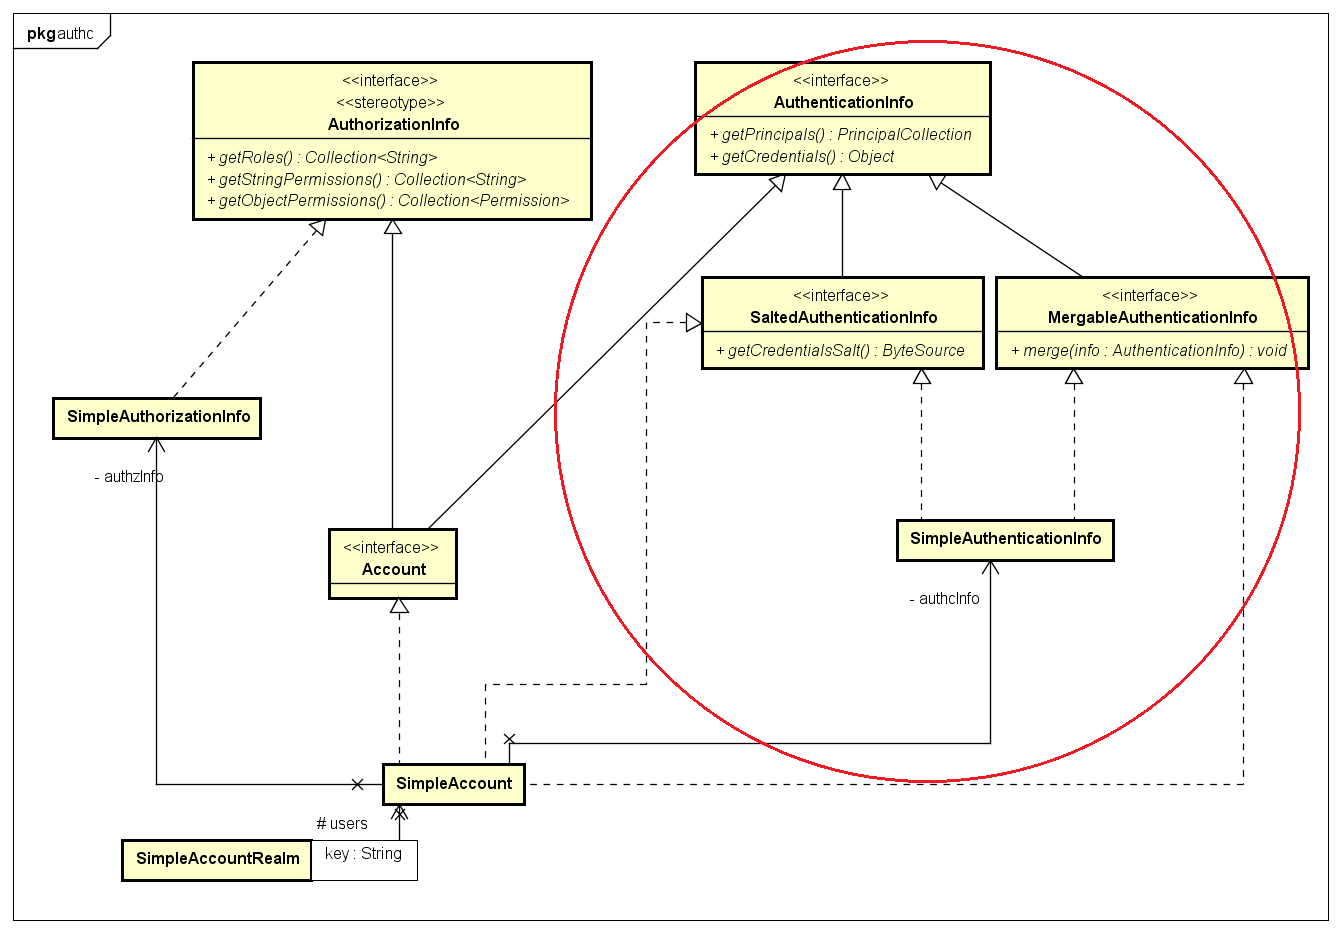 pkg authc
<<interface>>
<<stereotype>>
AuthorizationInfo
+ getRoles() : Collection<String>
+ getStringPermissions() : Collection<String>
+ getObjectPermissions() : Collection<Permission>
<<interface>>
AuthenticationInfo
+ getPrincipals() : PrincipalCollection
+ getCredentials() : Object
<<interface>>
SaltedAuthenticationInfo
+ getCredentialsSalt() : ByteSource
<<interface>>
MergableAuthenticationInfo
+ merge(info : AuthenticationInfo) : void
SimpleAuthorizationInfo
- authzInfo
<<interface>>
Account
SimpleAuthenticationInfo
- authcInfo
SimpleAccount
# users
SimpleAccountRealm
key : String